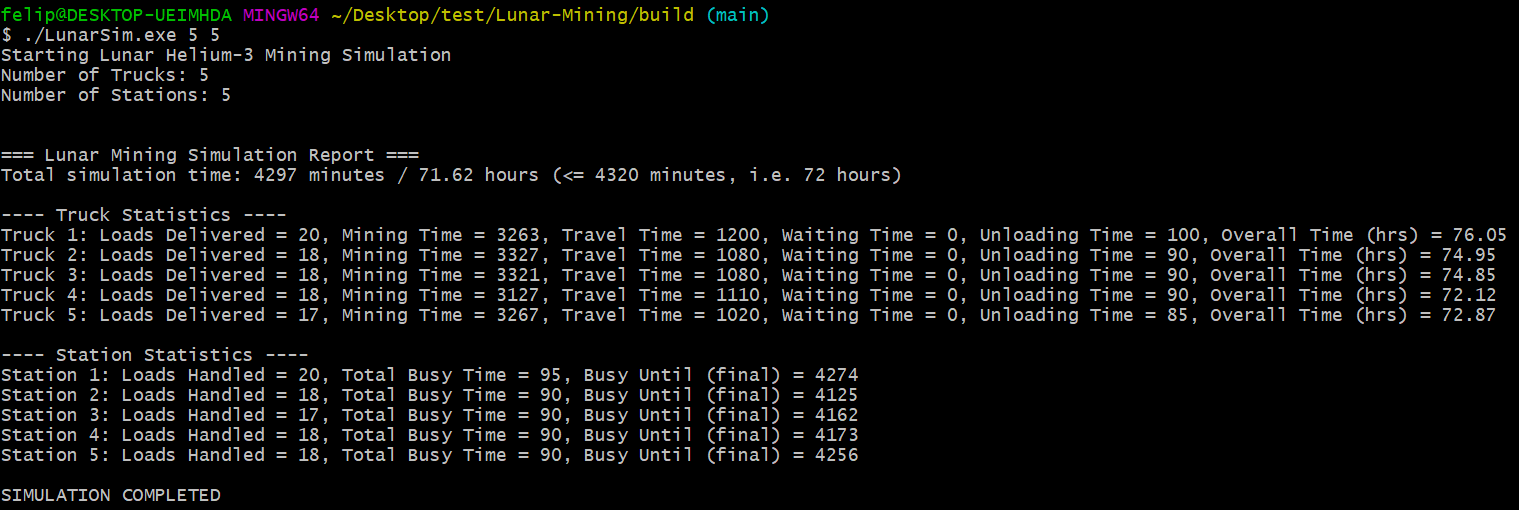 felip@DESKTOP-UEIMHDA MINGW64 ~/Desktop/test/Lunar-Mining/build (main)
$ ./LunarSim.exe 5 5
Starting Lunar Helium-3 Mining Simulation
Number of Trucks: 5
Number of Stations: 5
=== Lunar Mining Simulation Report ===
Total simulation time: 4297 minutes / 71.62 hours (<= 4320 minutes, i.e. 72 hours)
---- Truck Statistics ----
Truck 1: Loads Delivered = 20, Mining Time = 3263, Travel Time = 1200, Waiting Time = 0, Unloading Time = 100, Overall Time (hrs) = 76.05
Truck 2: Loads Delivered = 18, Mining Time = 3327, Travel Time = 1080, Waiting Time = 0, Unloading Time = 90, Overall Time (hrs) = 74.95
Truck 3: Loads Delivered = 18, Mining Time = 3321, Travel Time = 1080, Waiting Time = 0, Unloading Time = 90, Overall Time (hrs) = 74.85
Truck 4: Loads Delivered = 18, Mining Time = 3127, Travel Time = 1110, Waiting Time = 0, Unloading Time = 90, Overall Time (hrs) = 72.12
Truck 5: Loads Delivered = 17, Mining Time = 3267, Travel Time = 1020, Waiting Time = 0, Unloading Time = 85, Overall Time (hrs) = 72.87
---- Station Statistics ----
Station 1: Loads Handled = 20, Total Busy Time = 95, Busy Until (final) = 4274
Station 2: Loads Handled = 18, Total Busy Time = 90, Busy Until (final) = 4125
Station 3: Loads Handled = 17, Total Busy Time = 90, Busy Until (final) = 4162
Station 4: Loads Handled = 18, Total Busy Time = 90, Busy Until (final) = 4173
Station 5: Loads Handled = 18, Total Busy Time = 90, Busy Until (final) = 4256
SIMULATION COMPLETED